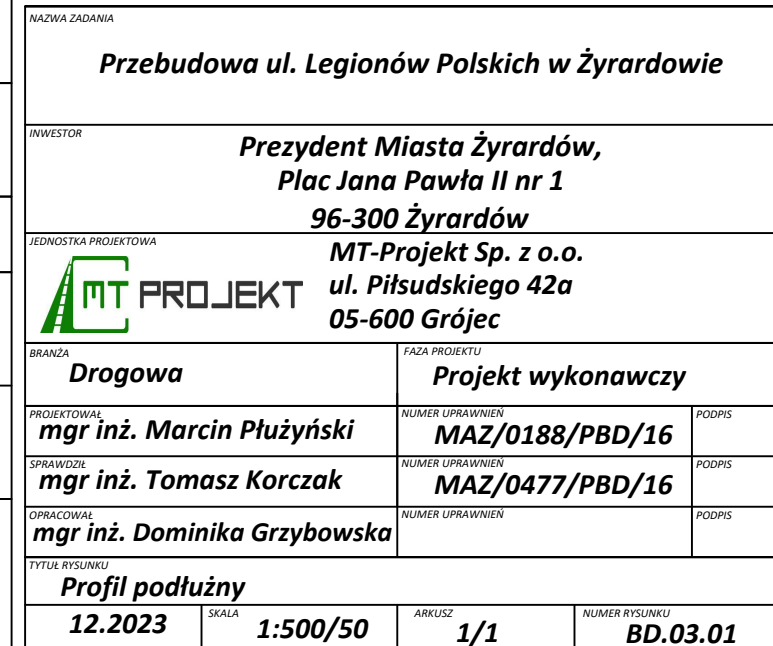 NAZWA ZADANIA
Przebudowa ul. Legionów Polskich w Żyrardowie
INWESTOR
Prezydent Miasta Żyrardów,
Plac Jana Pawła II nr 1
96-300 Żyrardów
JEDNOSTKA PROJEKTOWA
MT PROJEKT
MT-Projekt Sp. z o.o.
ul. Piłsudskiego 42a
05-600 Grójec
BRANŻA
Drogowa
FAZA PROJEKTU
Projekt wykonawczy
PROJEKTOWAŁ
mgr inż. Marcin Płużyński
NUMER UPRAWNIEŃ
MAZ/0188/PBD/16
PODPIS
SPRAWDZIŁ
mgr inż. Tomasz Korczak
NUMER UPRAWNIEŃ
MAZ/0477/PBD/16
PODPIS
OPRACOWAŁ
mgr inż. Dominika Grzybowska
NUMER UPRAWNIEŃ
PODPIS
TYTUŁ RYSUNKU
Profil podłużny
12.2023
SKALA
1:500/50
ARKUSZ
1/1
NUMER RYSUNKU
BD.03.01